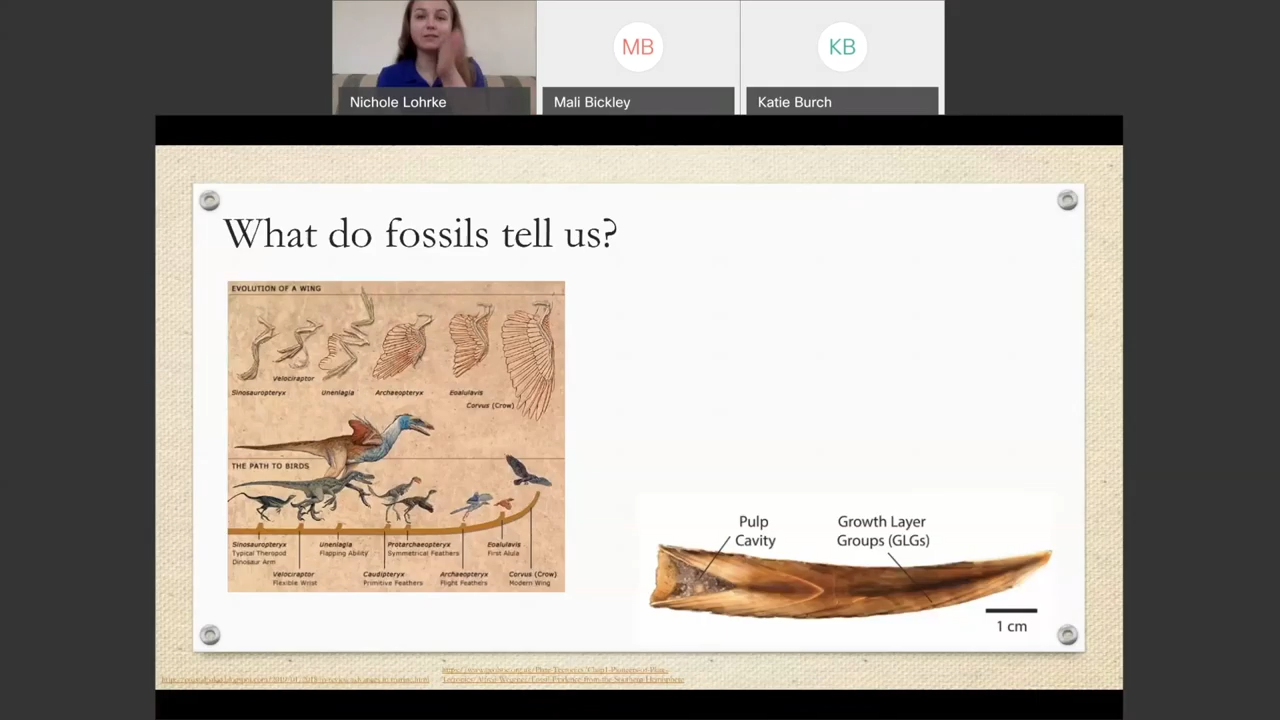 MB
KB
Nichole Lohrke
Mali Bickley
Katie Burch
What do fossils tell us?
EVOLUTION OF A WING
Velociraptor
Sinosauropteryx
Unenlagia
Archaeopteryx
Eoalulavis
Corvus (Crow)
THE PATH TO BIRDS
Sinosauropteryx
Typical Theropod
Dinosaur Arm
Unenlagia
Flapping Ability
Protarchaeopteryx
Symmetrical Feathers
Eoalulavis
First Alula
Velociraptor
Flexible Wrist
Caudipteryx
Primitive Feathers
Archaeopteryx
Flight Feathers
Corvus (Crow)
Modern Wing
Pulp
Cavity
Growth Layer
Groups (GLGs)
1 cm